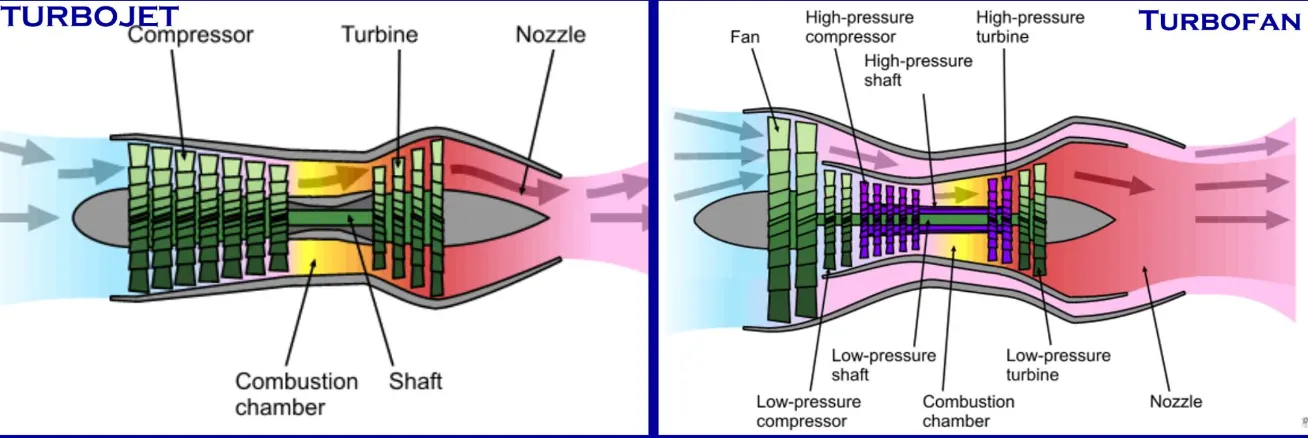 TURBOJET
Compressor
Turbine
Nozzle
Combustion
chamber
Shaft
TURBOFAN
Fan
High-pressure
compressor
High-pressure
shaft
High-pressure
turbine
Low-pressure
shaft
Low-pressure
turbine
Low-pressure
compressor
Combustion
chamber
Nozzle